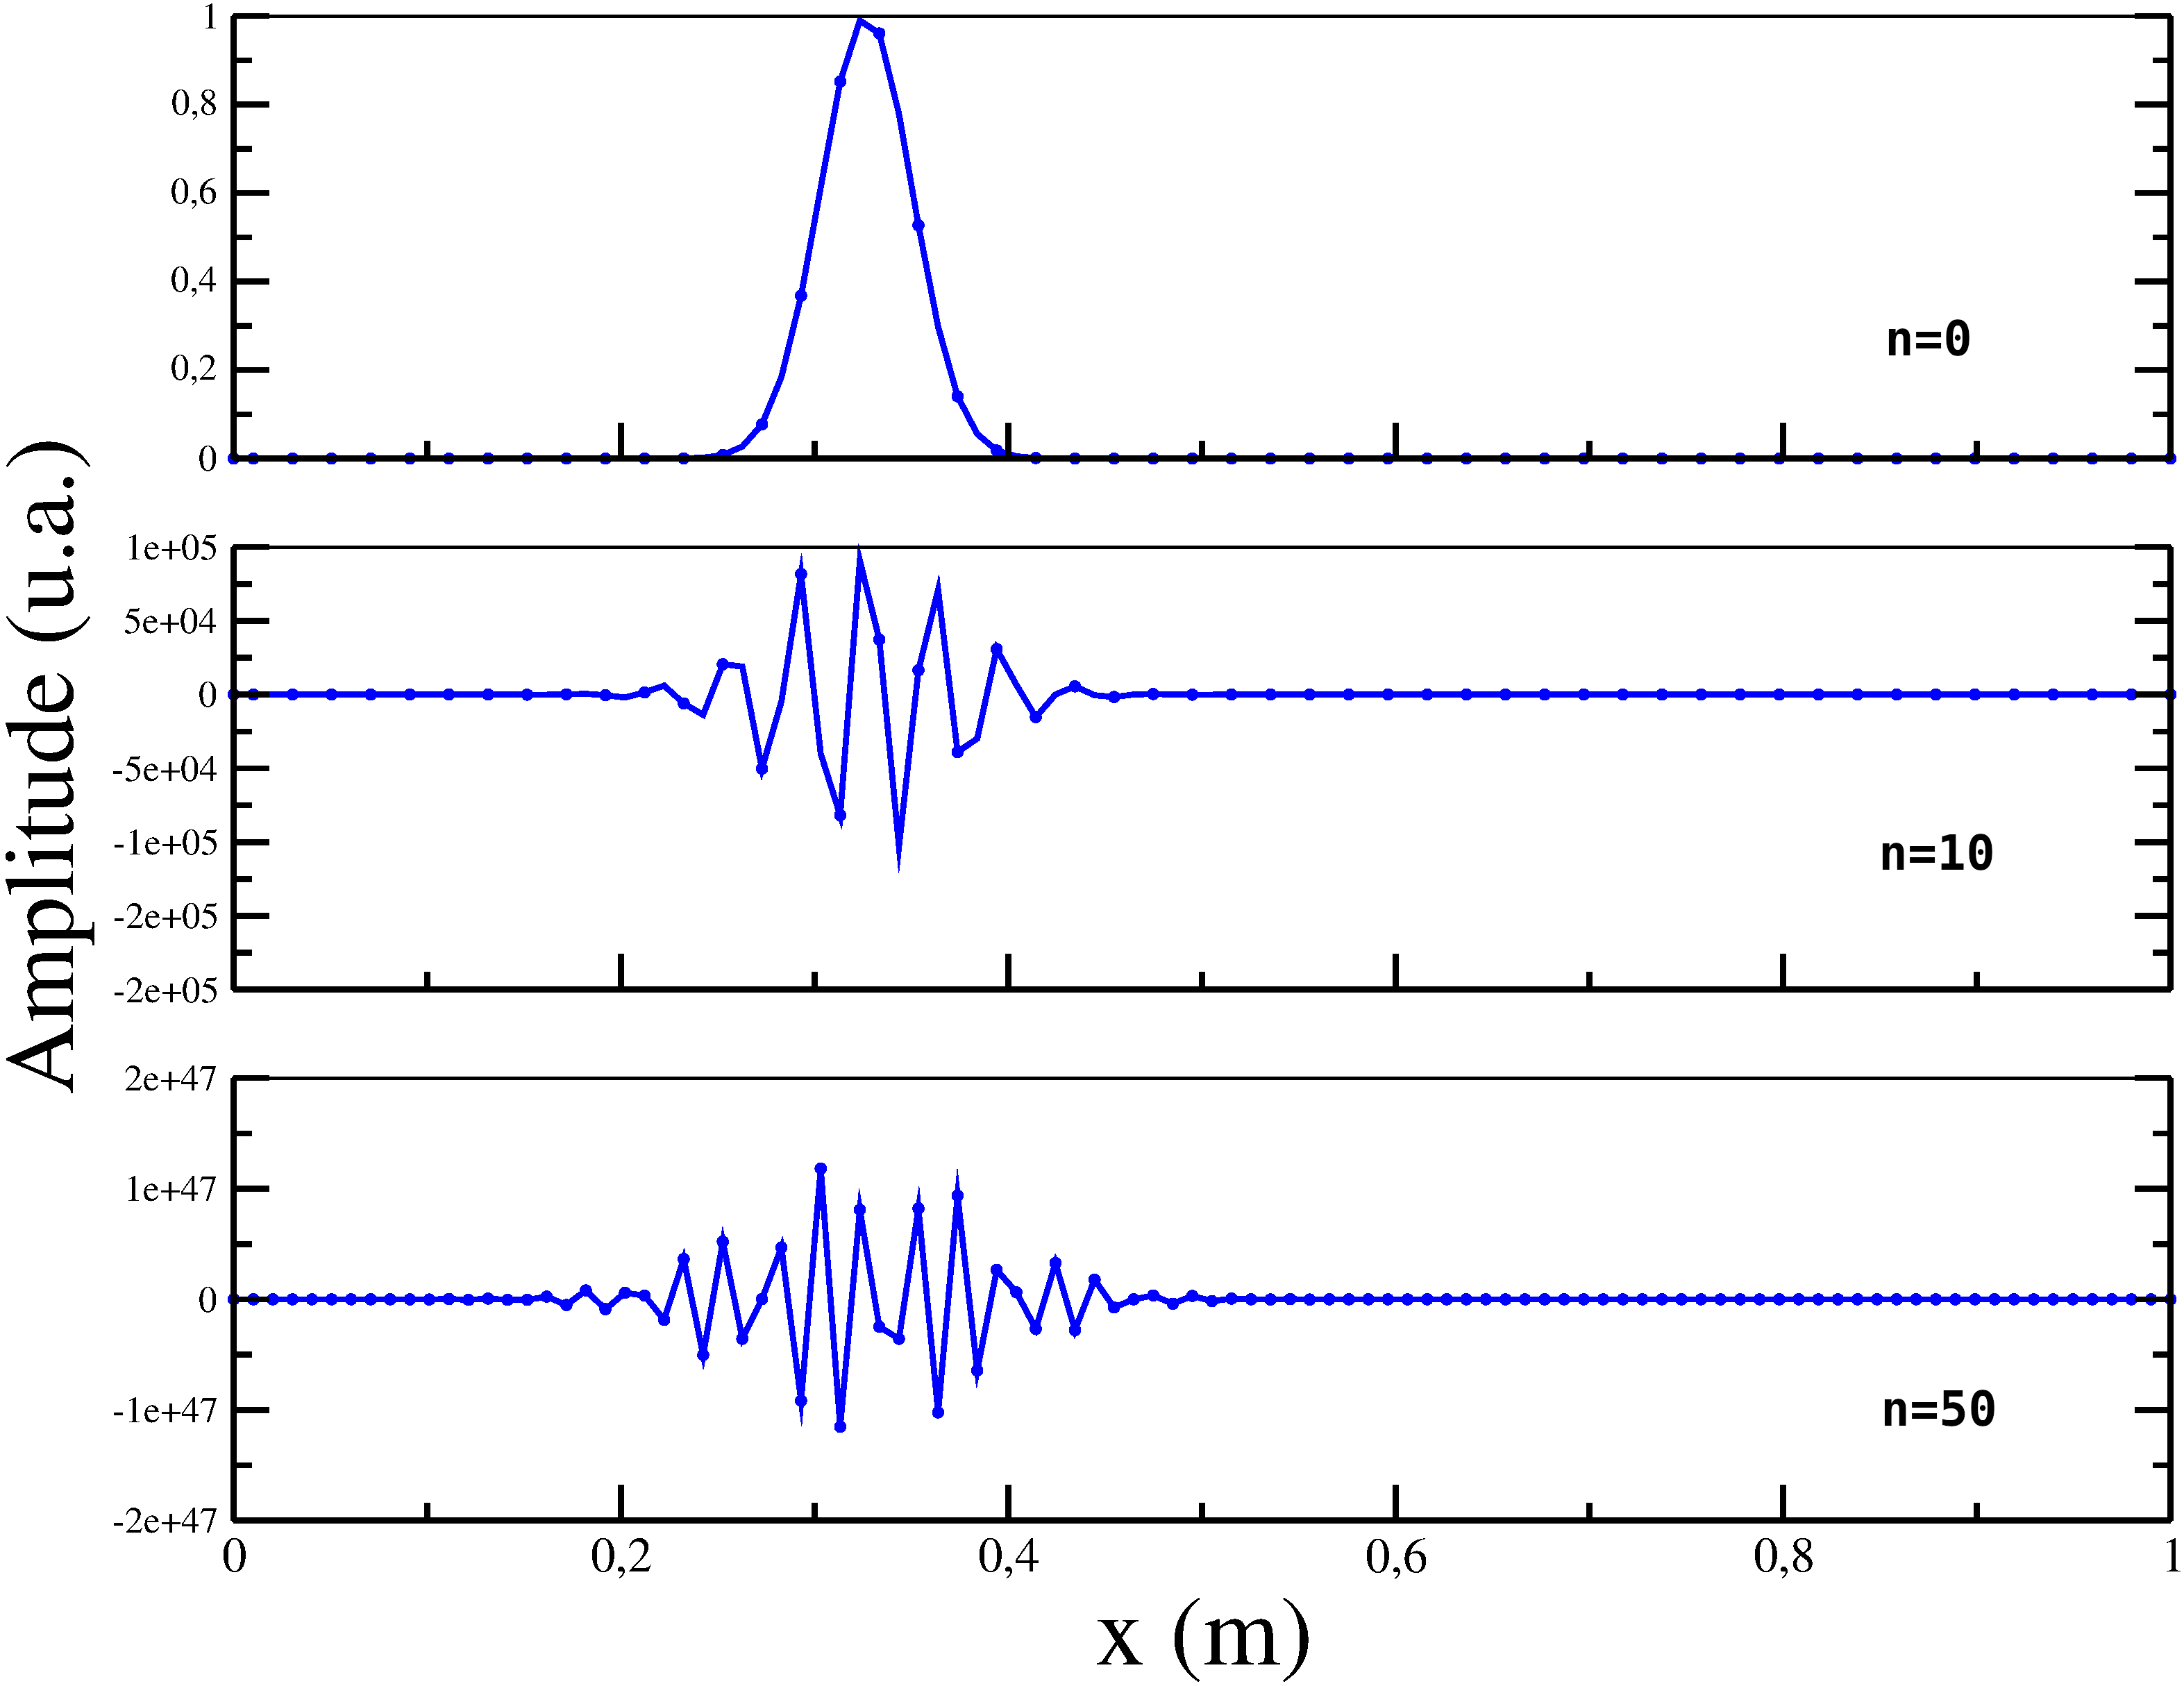 Amplitude (u.a.)
1
0,8
0,6
0,4
0,2
0
n=0
1e+05
5e+04
0
-5e+04
-1e+05
-2e+05
-2e+05
n=10
2e+47
1e+47
0
-1e+47
-2e+47
n=50
0 0,2 0,4 0,6 0,8 1
x (m)